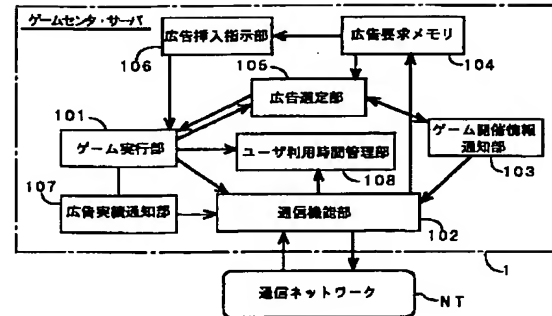 ゲームセンタ・サーバ
広告挿入指示部
106
広告要求メモリ
104
105
広告選定部
101
ゲーム実行部
ユーザ利用時間管理部
108
ゲーム開催情報
通知部
103
107
広告実績通知部
通信機能部
102
1
通信ネットワーク
NT